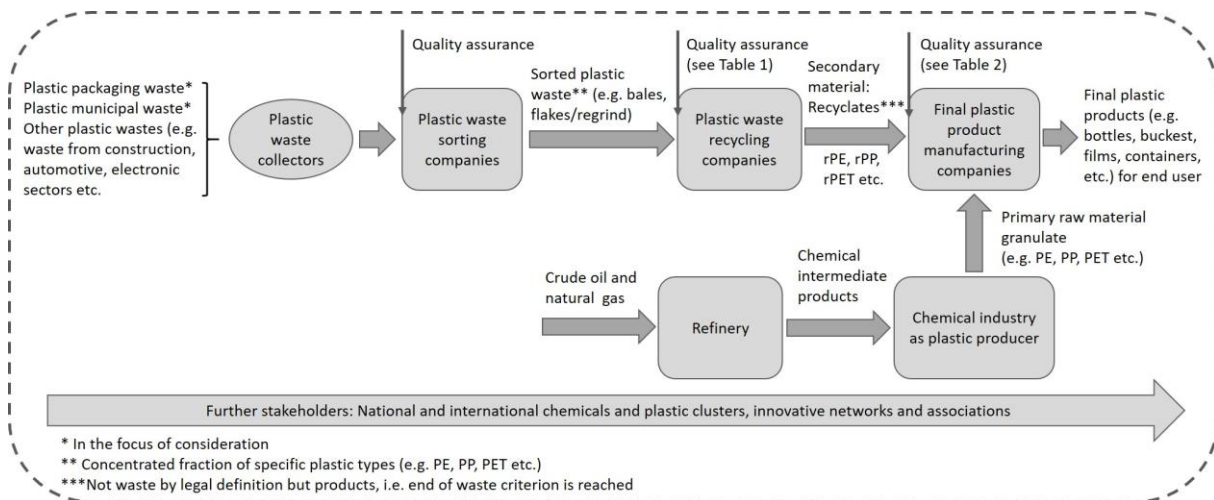 Quality assurance
Quality assurance
(see Table 1)
Quality assurance
(see Table 2)
Plastic packaging waste*
Plastic municipal waste*
Other plastic wastes (e.g.
waste from construction,
automotive, electronic
sectors etc.
Plastic
waste
collectors
Plastic waste
sorting
companies
Sorted plastic
waste** (e.g. bales,
flakes/regrind)
Plastic waste
recycling
companies
Secondary
material:
Recyclates***
rPE, rPP,
rPET etc.
Final plastic
product
manufacturing
companies
Final plastic
products (e.g.
bottles, buckest,
films, containers,
etc.) for end user
Primary raw material
granulate
(e.g. PE, PP, PET etc.)
Crude oil and
natural gas
Refinery
Chemical
intermediate
products
Chemical industry
as plastic producer
Further stakeholders: National and international chemicals and plastic clusters, innovative networks and associations
* In the focus of consideration
** Concentrated fraction of specific plastic types (e.g. PE, PP, PET etc.)
***Not waste by legal definition but products, i.e. end of waste criterion is reached